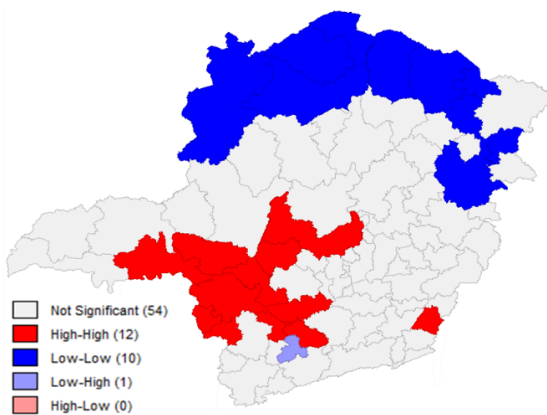 Not Significant (54)
High-High (12)
Low-Low (10)
Low-High (1)
High-Low (0)